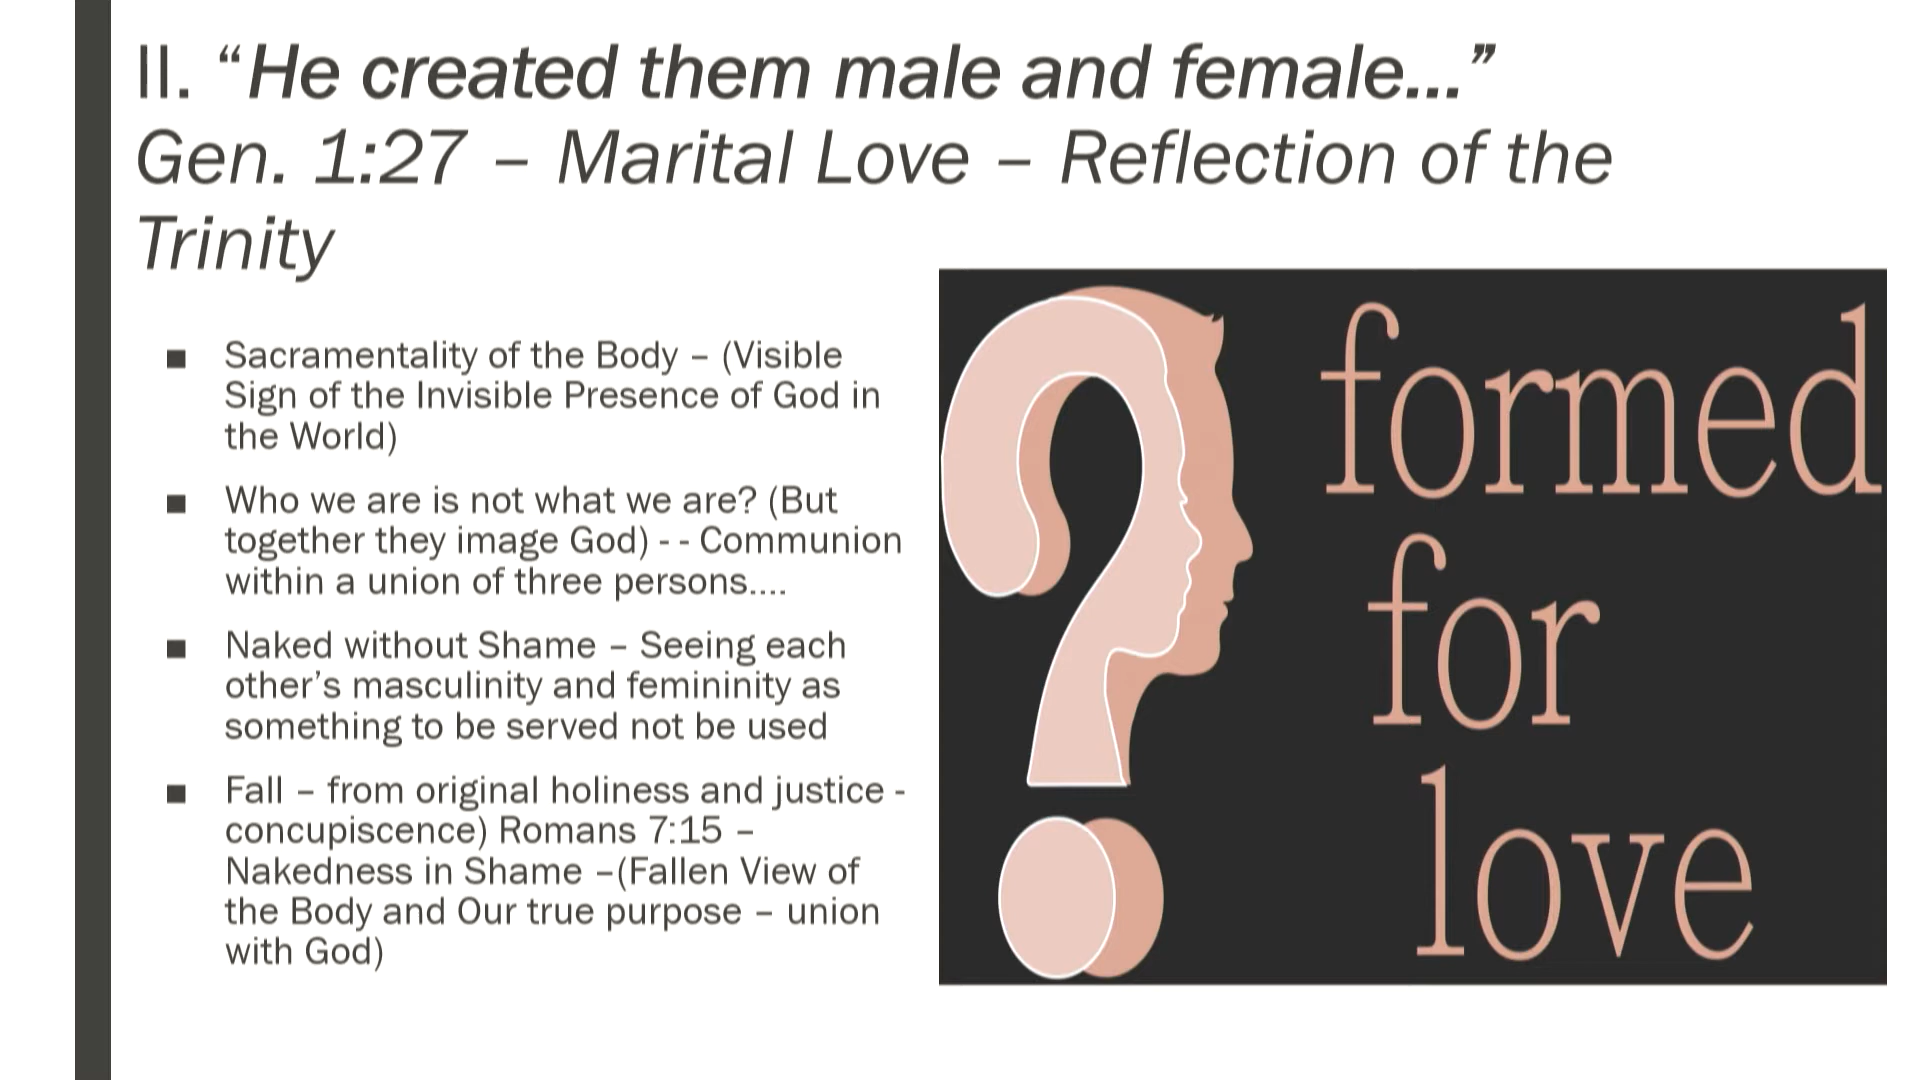 II. “He created them male and female...”
Gen. 1:27 – Marital Love – Reflection of the
Trinity
■ Sacramentality of the Body – (Visible
Sign of the Invisible Presence of God in
the World)
■ Who we are is not what we are? (But
together they image God) - - Communion
within a union of three persons....
■ Naked without Shame – Seeing each
other’s masculinity and femininity as
something to be served not be used
■ Fall – from original holiness and justice -
concupiscence) Romans 7:15 –
Nakedness in Shame –(Fallen View of
the Body and Our true purpose – union
with God)
formed
for
love